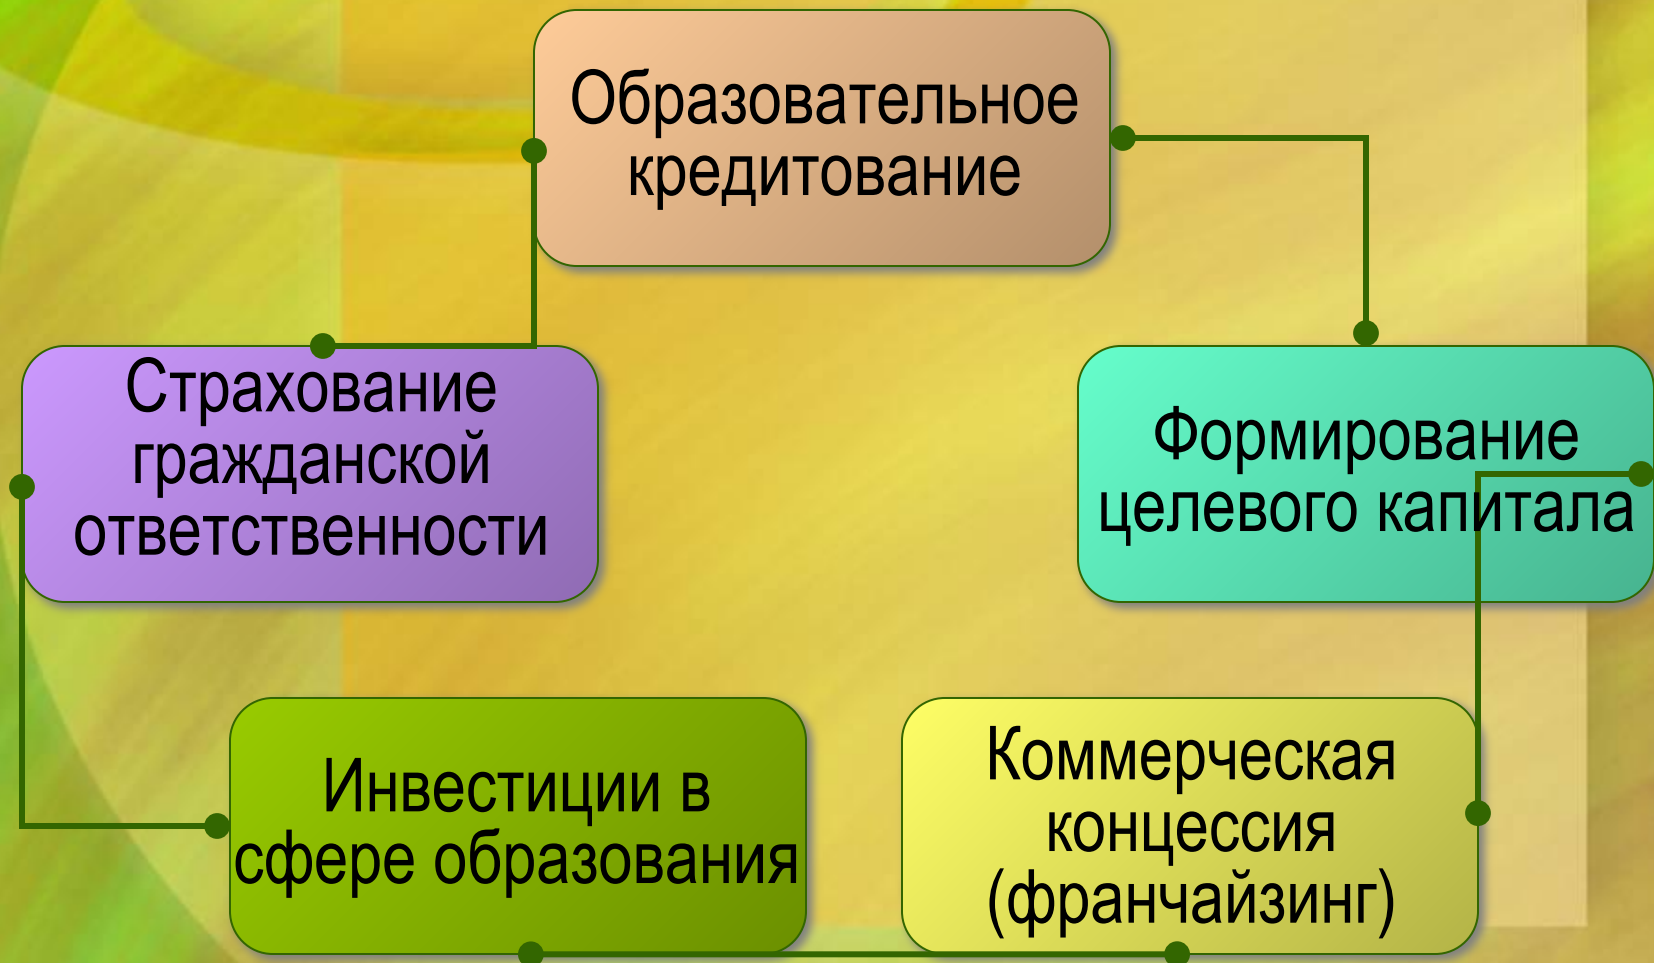 Образовательное
кредитование
Страхование
гражданской
ответственности
Формирование
целевого капитала
Инвестиции в
сфере образования
Коммерческая
концессия
(франчайзинг)